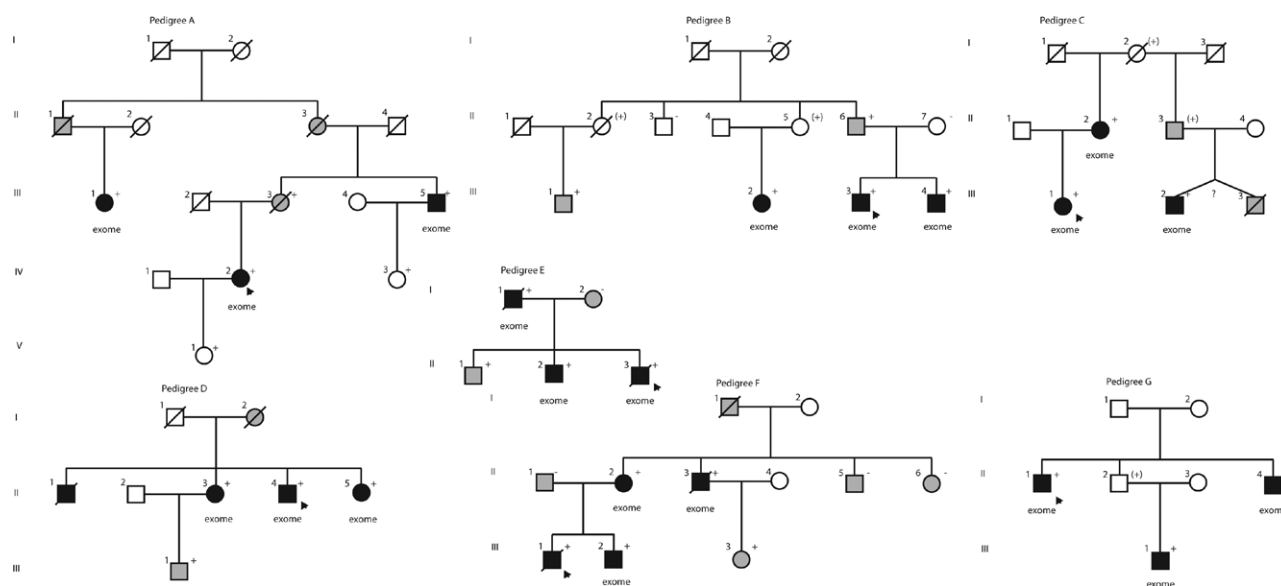 Pedigree A
I 1 2
II 1 2 3 4
III 1 + 2 3 + 4 5 +
exome exome
IV 1 2 + 3 +
exome
V 1 +
Pedigree B
I 1 2
II 1 2 (+) 3 - 4 5 (+) 6 + 7 -
III 1 + 2 + 3 + 4 +
exome exome exome
Pedigree C
I 1 2 (+) 3
II 1 2 + 3 (+) 4
exome
III 1 + 2 + ? 3
exome exome
Pedigree D
I 1 2
II 1 2 3 + 4 + 5 +
exome exome exome
III 1 +
Pedigree E
I 1 + 2 -
exome
II 1 + 2 + 3 +
exome exome
Pedigree F
I 1 2
II 1 - 2 + 3 + 4 5 - 6 -
exome exome
III 1 + 2 + 3 +
exome
Pedigree G
I 1 2
II 1 + 2 (+) 3 4
exome exome
III 1 +
exome